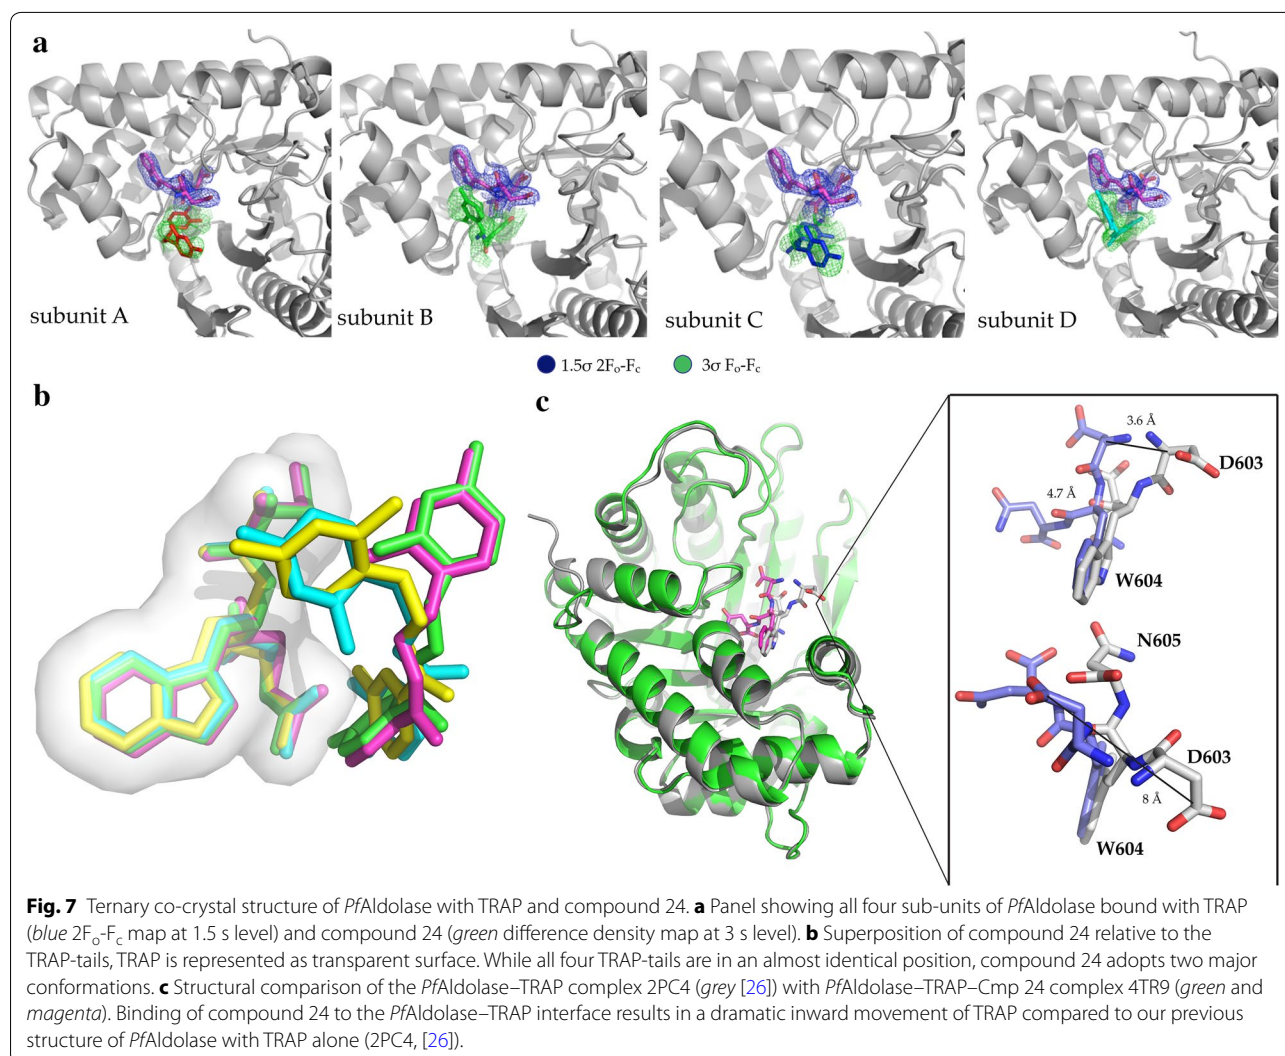 a
subunit A
subunit B
subunit C
subunit D
1.5σ 2Fo-Fc
3σ Fo-Fc
b
c
3.6 Å
D603
4.7 Å
W604
N605
D603
8 Å
W604
Fig. 7 Ternary co-crystal structure of PfAldolase with TRAP and compound 24. a Panel showing all four sub-units of PfAldolase bound with TRAP
(blue 2Fo-Fc map at 1.5 s level) and compound 24 (green difference density map at 3 s level). b Superposition of compound 24 relative to the
TRAP-tails, TRAP is represented as transparent surface. While all four TRAP-tails are in an almost identical position, compound 24 adopts two major
conformations. c Structural comparison of the PfAldolase–TRAP complex 2PC4 (grey [26]) with PfAldolase–TRAP–Cmp 24 complex 4TR9 (green and
magenta). Binding of compound 24 to the PfAldolase–TRAP interface results in a dramatic inward movement of TRAP compared to our previous
structure of PfAldolase with TRAP alone (2PC4, [26]).